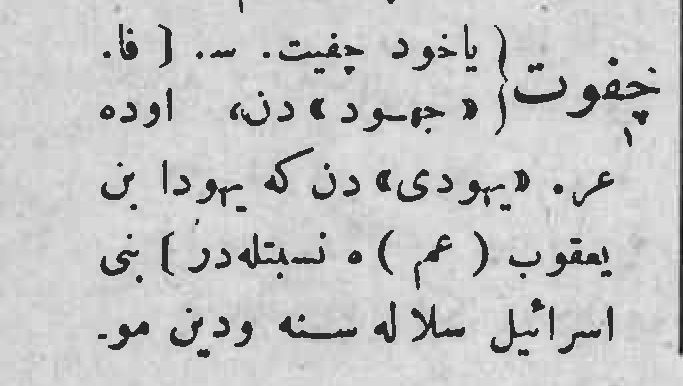 چفوت { یاخود چفیت. س. [ فا.
« جهود » دن، اوده
عر. «یهودی» دن که یهودا بن
یعقوب ( عم ) ه نسبتله‌در ] بنی
اسرائیل سلاله سنه ودین مو-